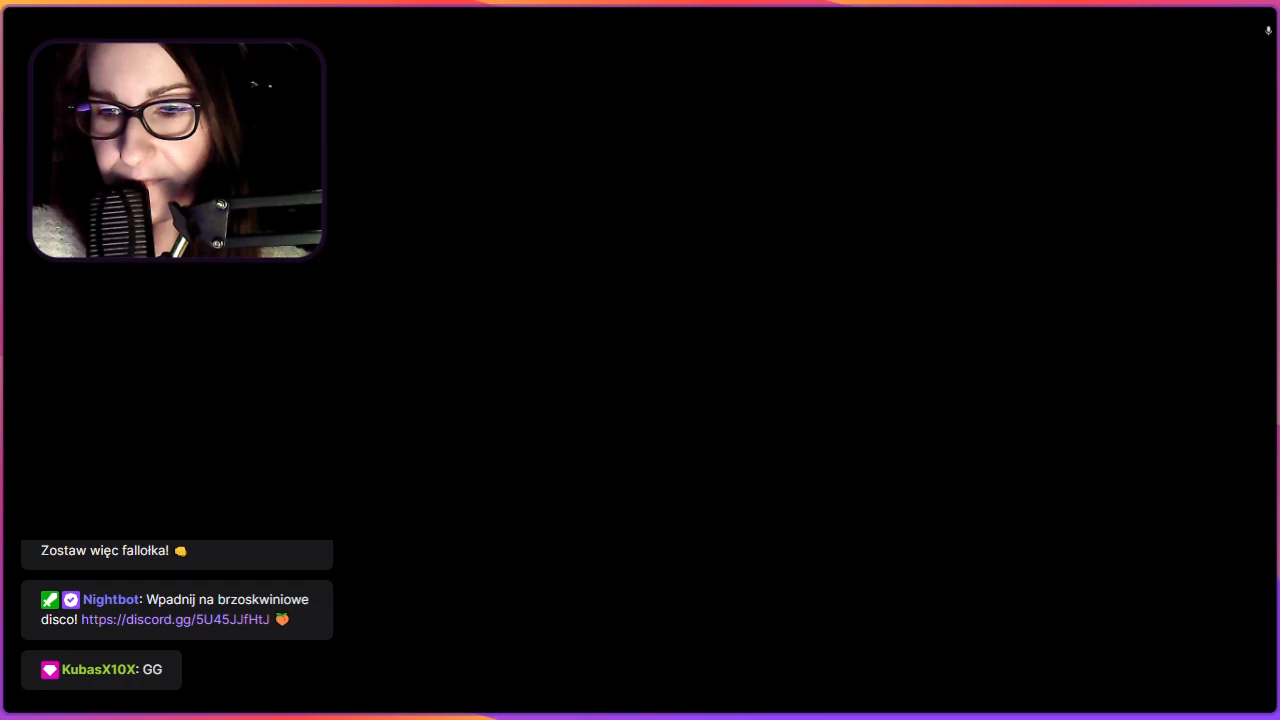 Zostaw więc fallołka! 👊
Nightbot: Wpadnij na brzoskwiniowe
disco! https://discord.gg/5U45JJfHtJ 🍑
KubasX10X: GG